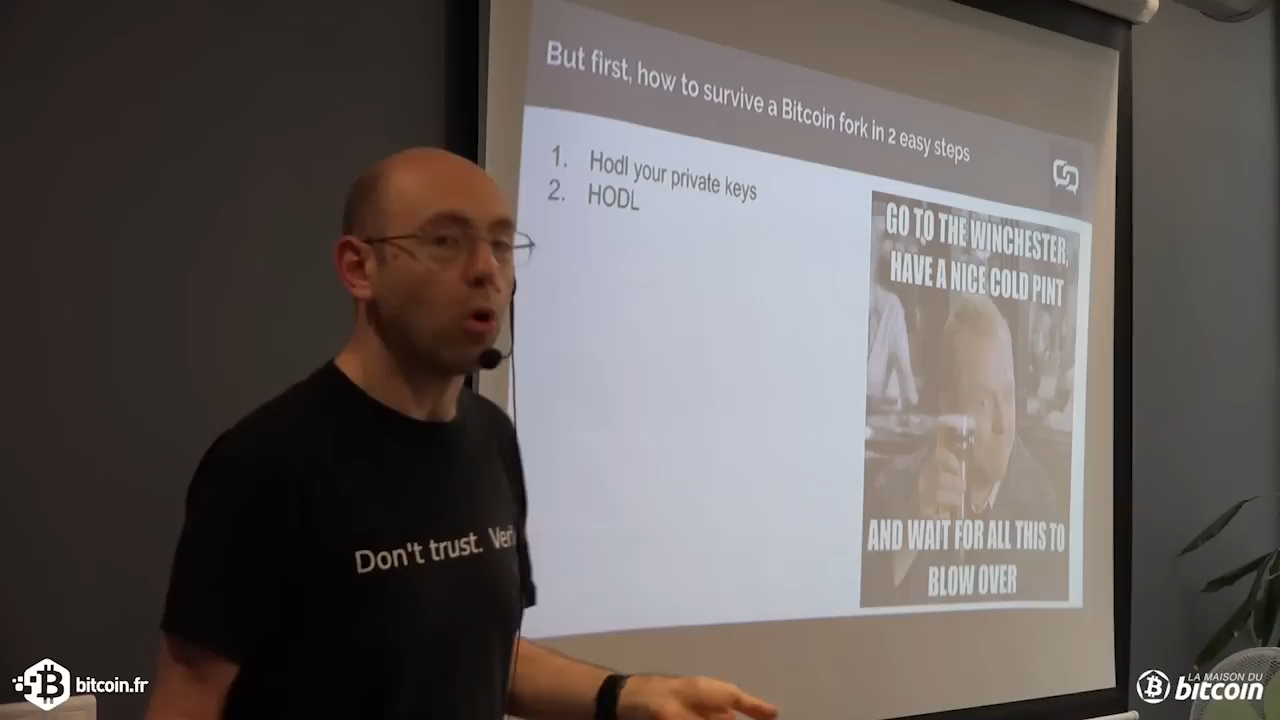 But first, how to survive a Bitcoin fork in 2 easy steps
1. Hodl your private keys
2. HODL
GO TO THE WINCHESTER,
HAVE A NICE COLD PINT
AND WAIT FOR ALL THIS TO
BLOW OVER
Don't trust.
bitcoin.fr
LA MAISON DU
bitcoin